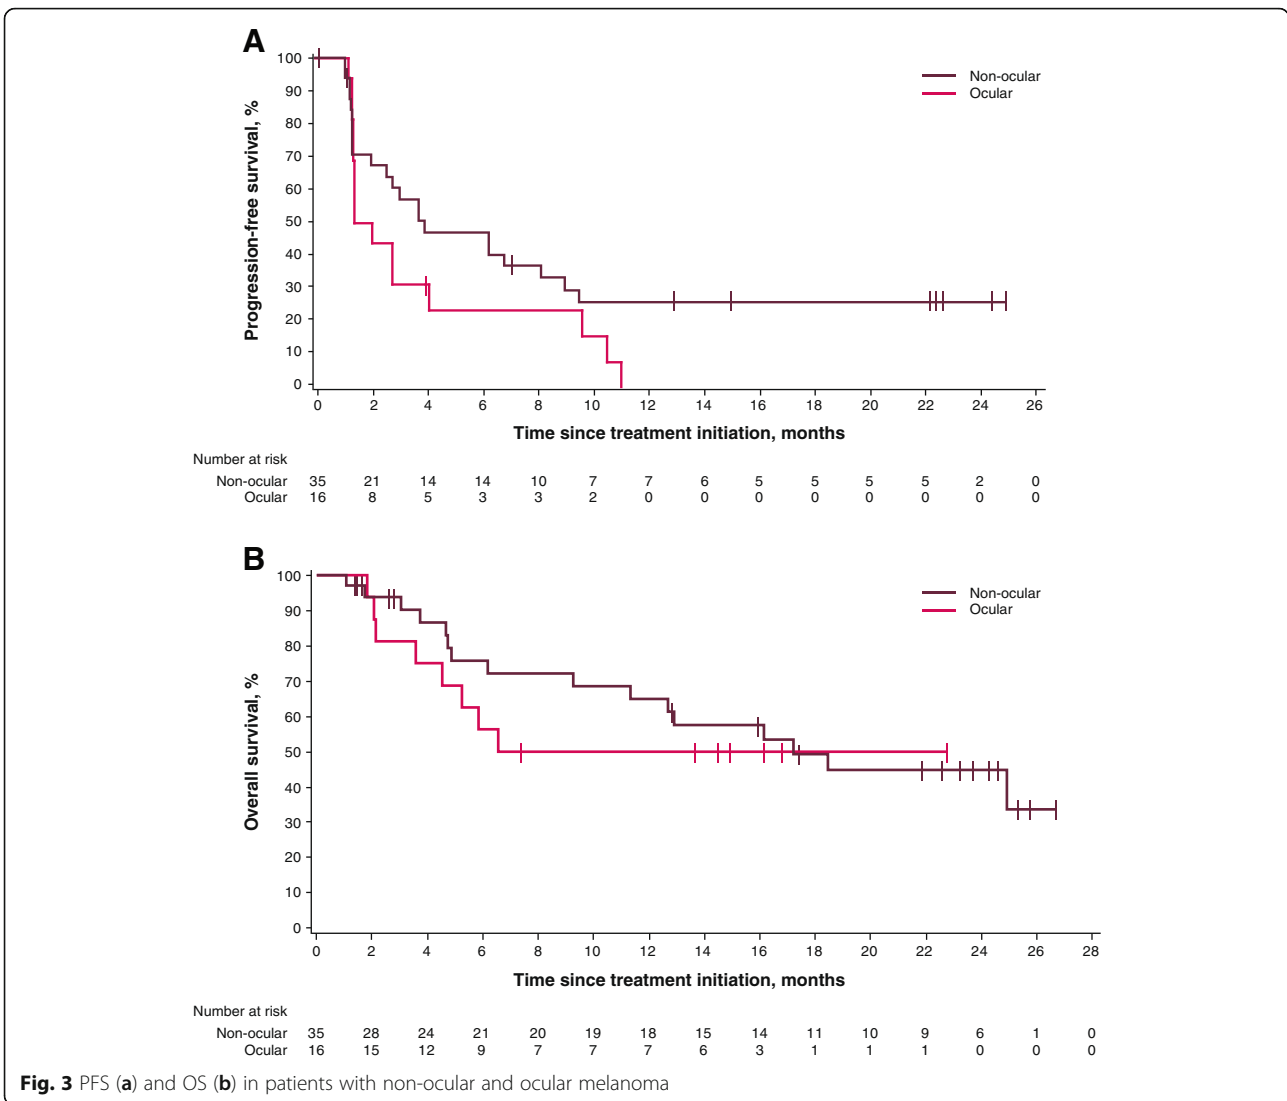 A
100
90
80
70
60
50
40
30
20
10
0
Progression-free survival, %
Non-ocular
Ocular
0 2 4 6 8 10 12 14 16 18 20 22 24 26
Time since treatment initiation, months
Number at risk
Non-ocular 35 21 14 14 10 7 7 6 5 5 5 5 2 0
Ocular 16 8 5 3 3 2 0 0 0 0 0 0 0 0
B
100
90
80
70
60
50
40
30
20
10
0
Overall survival, %
Non-ocular
Ocular
0 2 4 6 8 10 12 14 16 18 20 22 24 26 28
Time since treatment initiation, months
Number at risk
Non-ocular 35 28 24 21 20 19 18 15 14 11 10 9 6 1 0
Ocular 16 15 12 9 7 7 7 6 3 1 1 1 0 0 0
Fig. 3 PFS (a) and OS (b) in patients with non-ocular and ocular melanoma